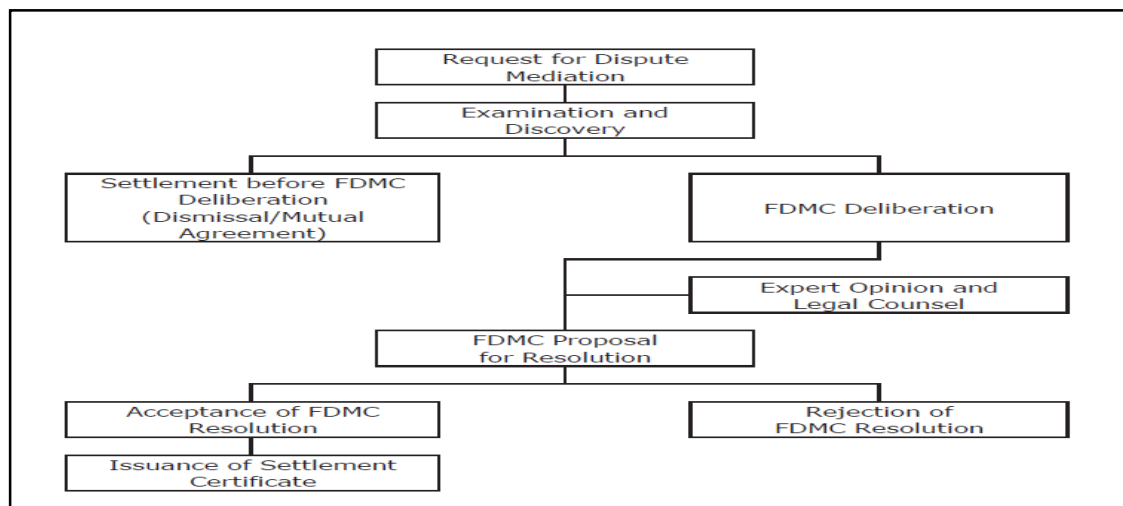 Request for Dispute
Mediation
Examination and
Discovery
Settlement before FDMC
Deliberation
(Dismissal/Mutual
Agreement)
FDMC Deliberation
Expert Opinion and
Legal Counsel
FDMC Proposal
for Resolution
Acceptance of FDMC
Resolution
Rejection of
FDMC Resolution
Issuance of Settlement
Certificate